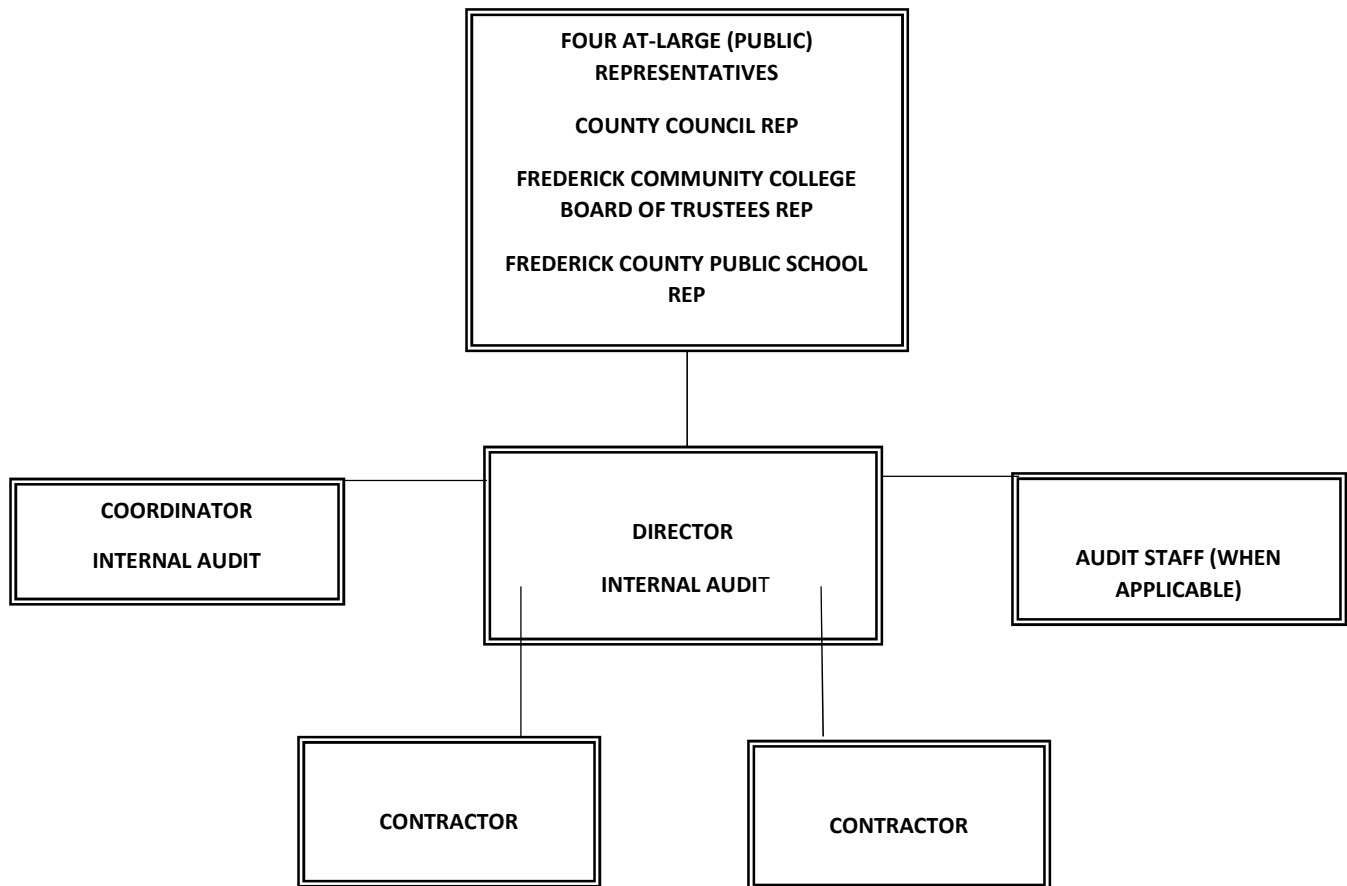 FOUR AT-LARGE (PUBLIC)
REPRESENTATIVES
COUNTY COUNCIL REP
FREDERICK COMMUNITY COLLEGE
BOARD OF TRUSTEES REP
FREDERICK COUNTY PUBLIC SCHOOL
REP
COORDINATOR
INTERNAL AUDIT
DIRECTOR
INTERNAL AUDIT
AUDIT STAFF (WHEN
APPLICABLE)
CONTRACTOR
CONTRACTOR